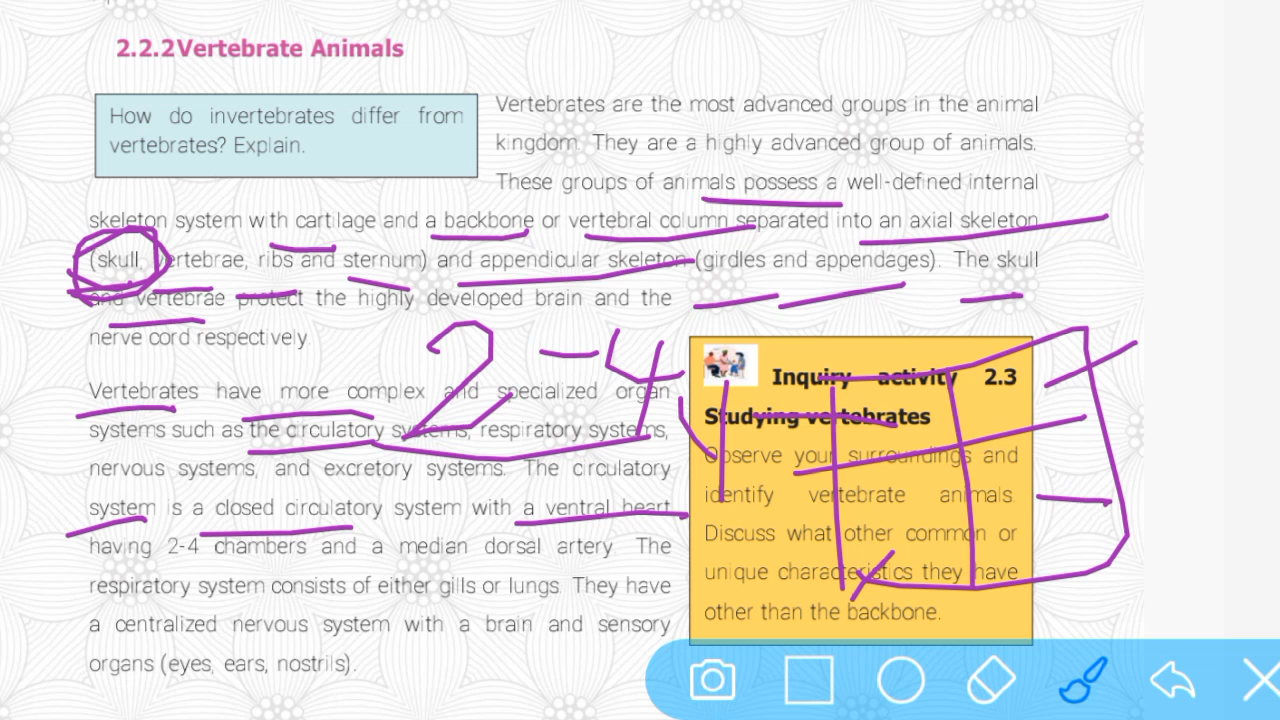 2.2.2Vertebrate Animals
How do invertebrates differ from
vertebrates? Explain.
Vertebrates are the most advanced groups in the animal
kingdom. They are a highly advanced group of animals.
These groups of animals possess a well-defined internal
skeleton system with cartilage and a backbone or vertebral column separated into an axial skeleton
(skull, vertebrae, ribs and sternum) and appendicular skeleton (girdles and appendages). The skull
and vertebrae protect the highly developed brain and the
nerve cord respectively.
Vertebrates have more complex and specialized organ
systems such as the circulatory systems, respiratory systems,
nervous systems, and excretory systems. The circulatory
system is a closed circulatory system with a ventral heart
having 2-4 chambers and a median dorsal artery. The
respiratory system consists of either gills or lungs. They have
a centralized nervous system with a brain and sensory
organs (eyes, ears, nostrils).
2-4
Inquiry activity 2.3
Studying vertebrates
Observe your surroundings and
identify vertebrate animals.
Discuss what other common or
unique characteristics they have
other than the backbone.